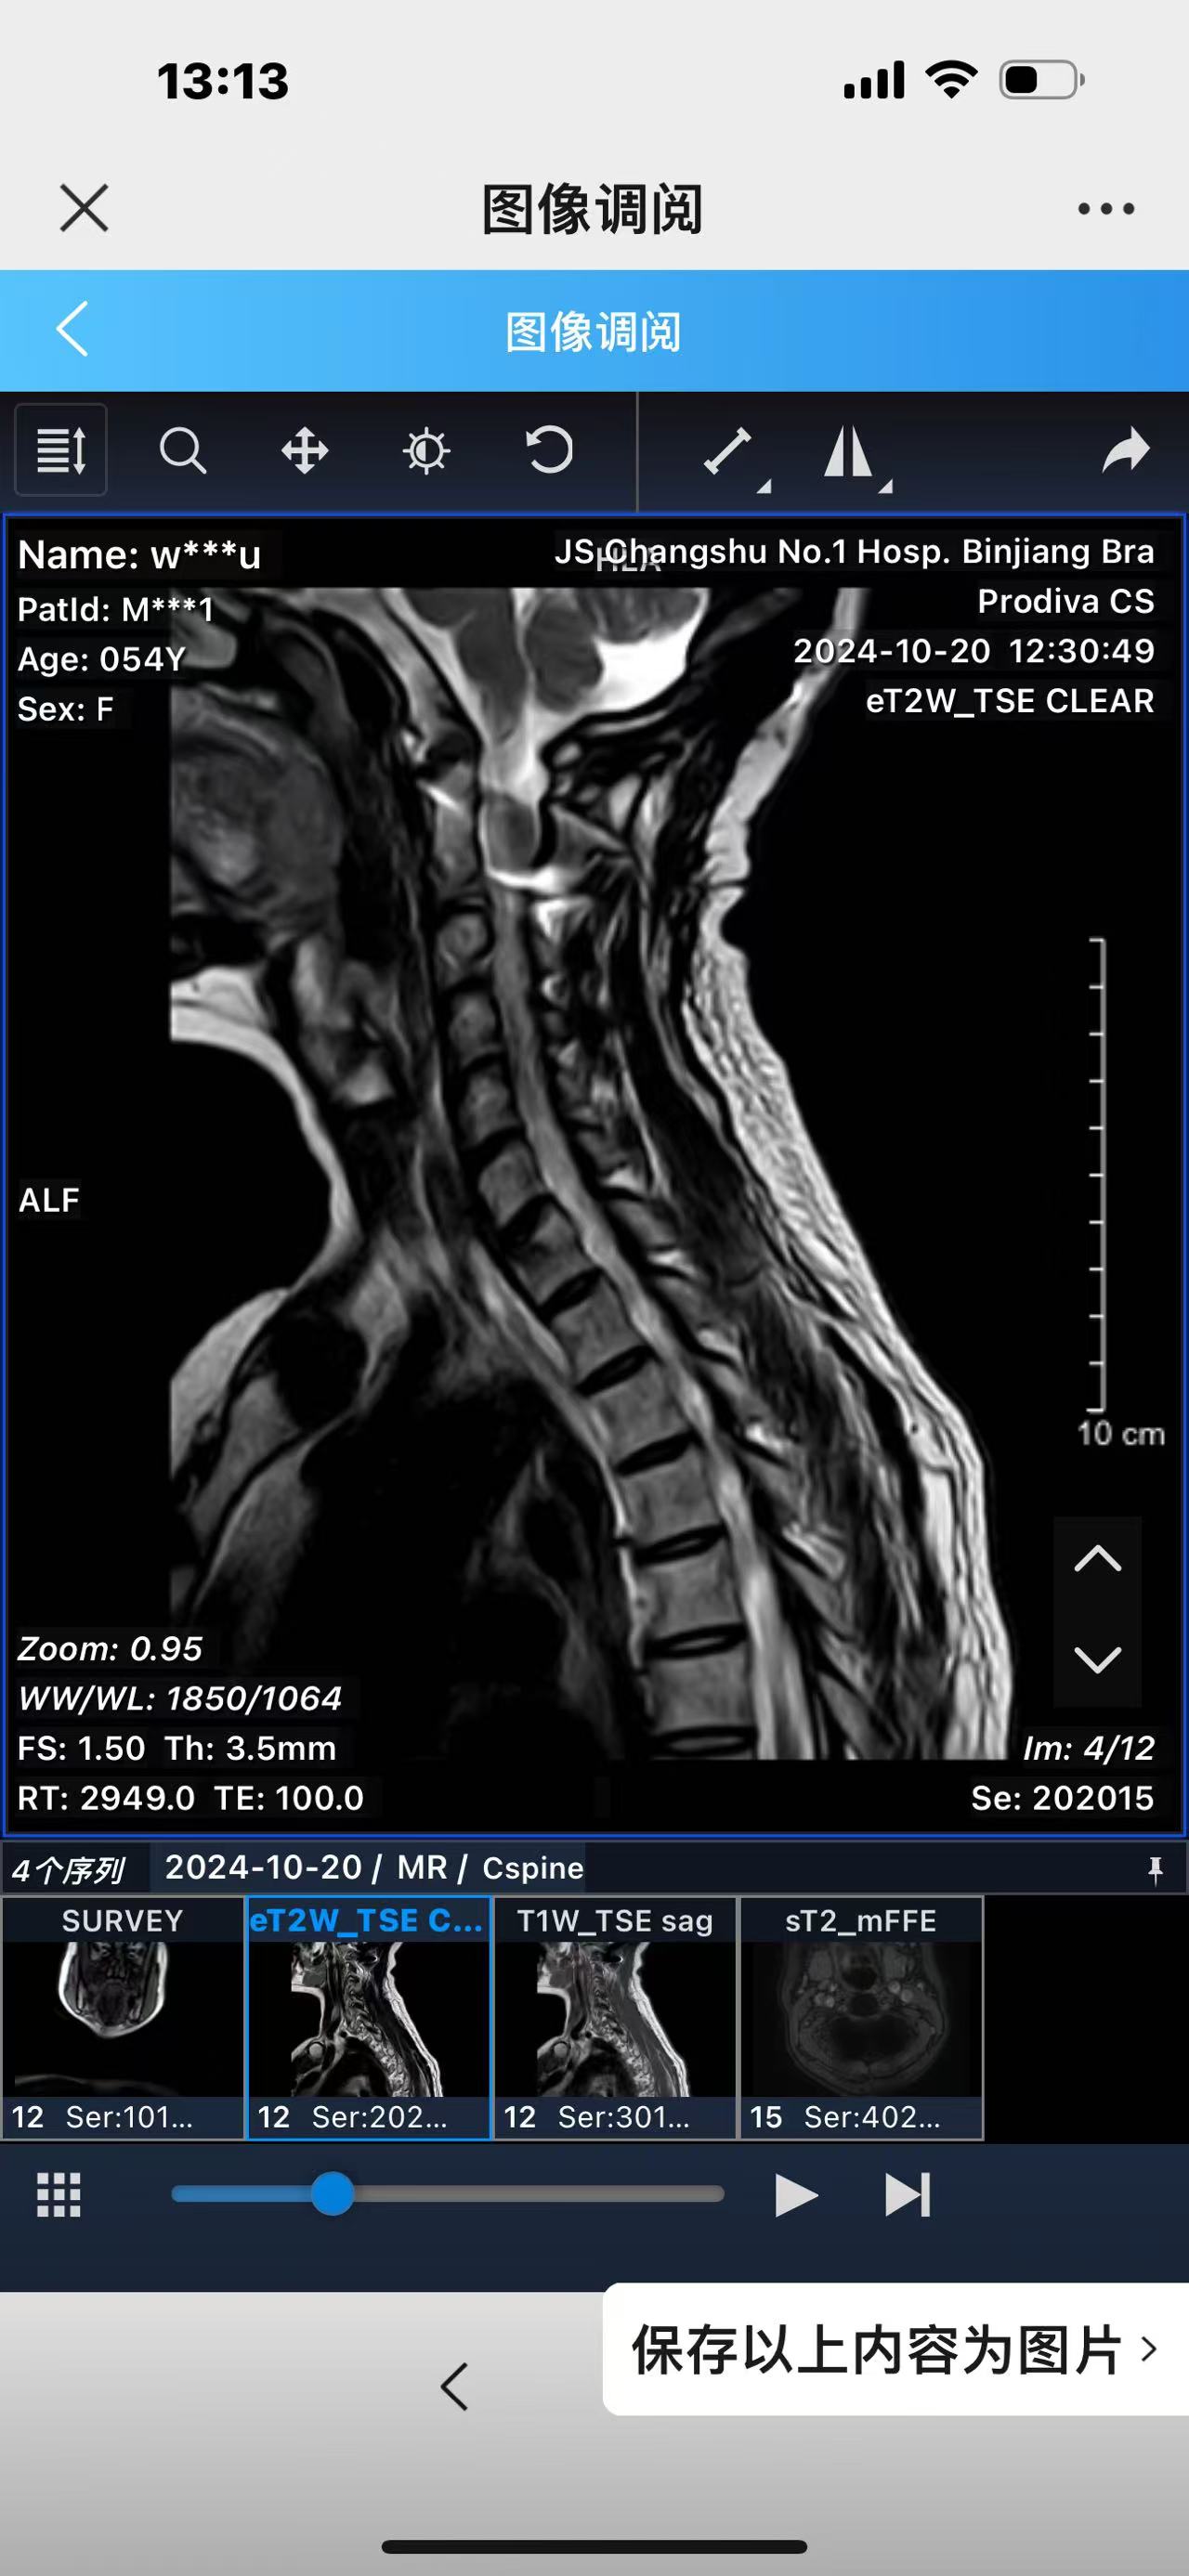 13:13
图像调阅
图像调阅
Name: w***u
PatId: M***1
Age: 054Y
Sex: F
HLA
JS Changshu No.1 Hosp. Binjiang Bra
Prodiva CS
2024-10-20 12:30:49
eT2W_TSE CLEAR
ALF
10 cm
Zoom: 0.95
WW/WL: 1850/1064
FS: 1.50 Th: 3.5mm
RT: 2949.0 TE: 100.0
Im: 4/12
Se: 202015
4个序列 2024-10-20 / MR / Cspine
SURVEY
12 Ser:101...
eT2W_TSE C...
12 Ser:202...
T1W_TSE sag
12 Ser:301...
sT2_mFFE
15 Ser:402...
保存以上内容为图片